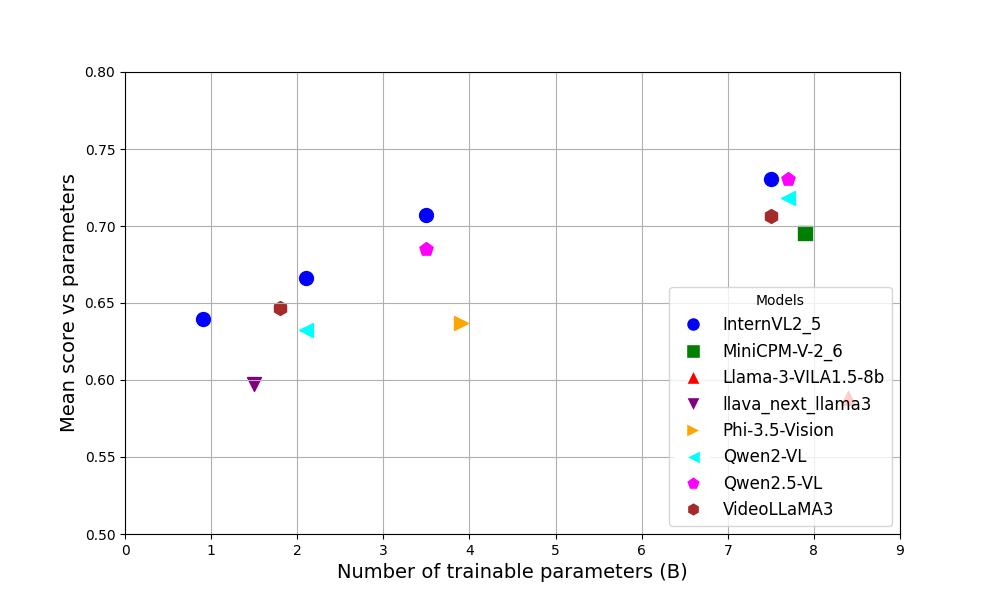 0.80
0.75
0.70
0.65
0.60
0.55
0.50
Mean score vs parameters
Models
InternVL2_5
MiniCPM-V-2_6
Llama-3-VILA1.5-8b
llava_next_llama3
Phi-3.5-Vision
Qwen2-VL
Qwen2.5-VL
VideoLLaMA3
0 1 2 3 4 5 6 7 8 9
Number of trainable parameters (B)